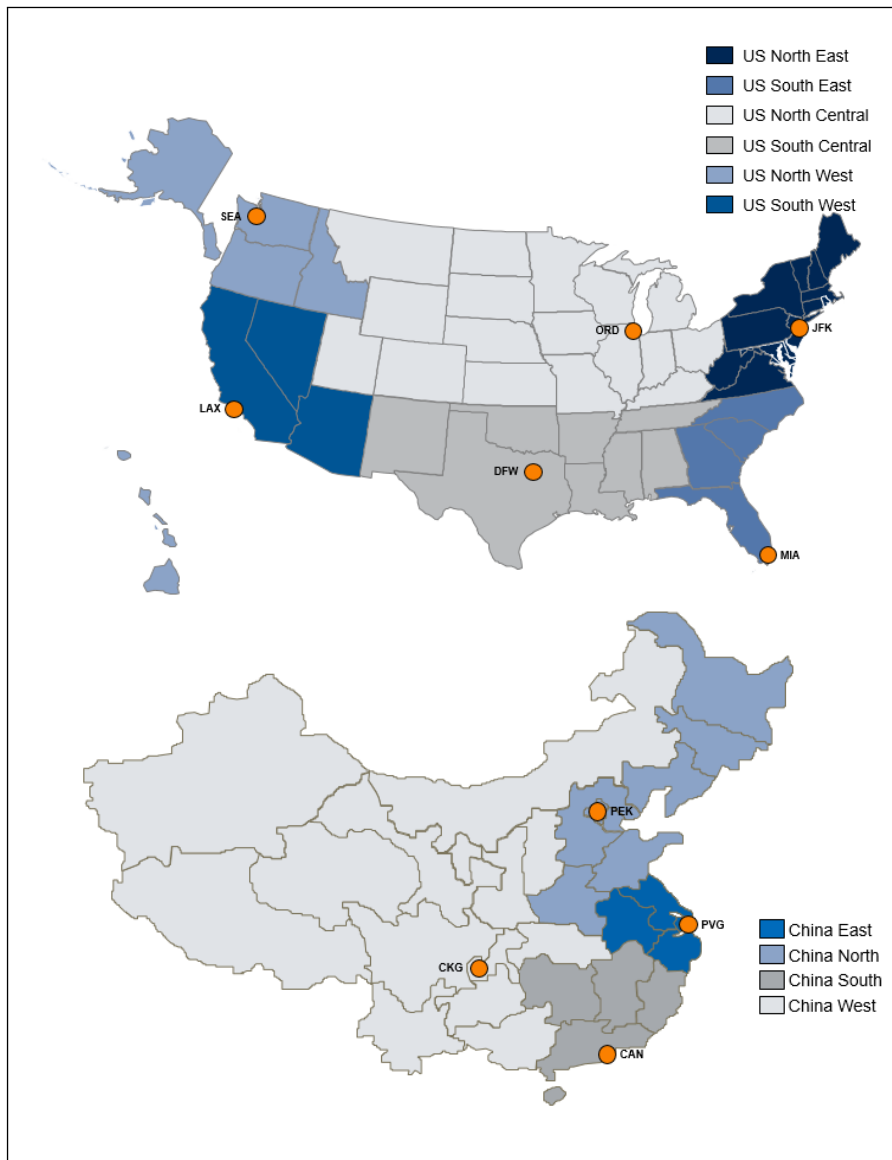 US North East
US South East
US North Central
US South Central
US North West
US South West
SEA
ORD
JFK
LAX
DFW
MIA
PEK
PVG
CKG
CAN
China East
China North
China South
China West